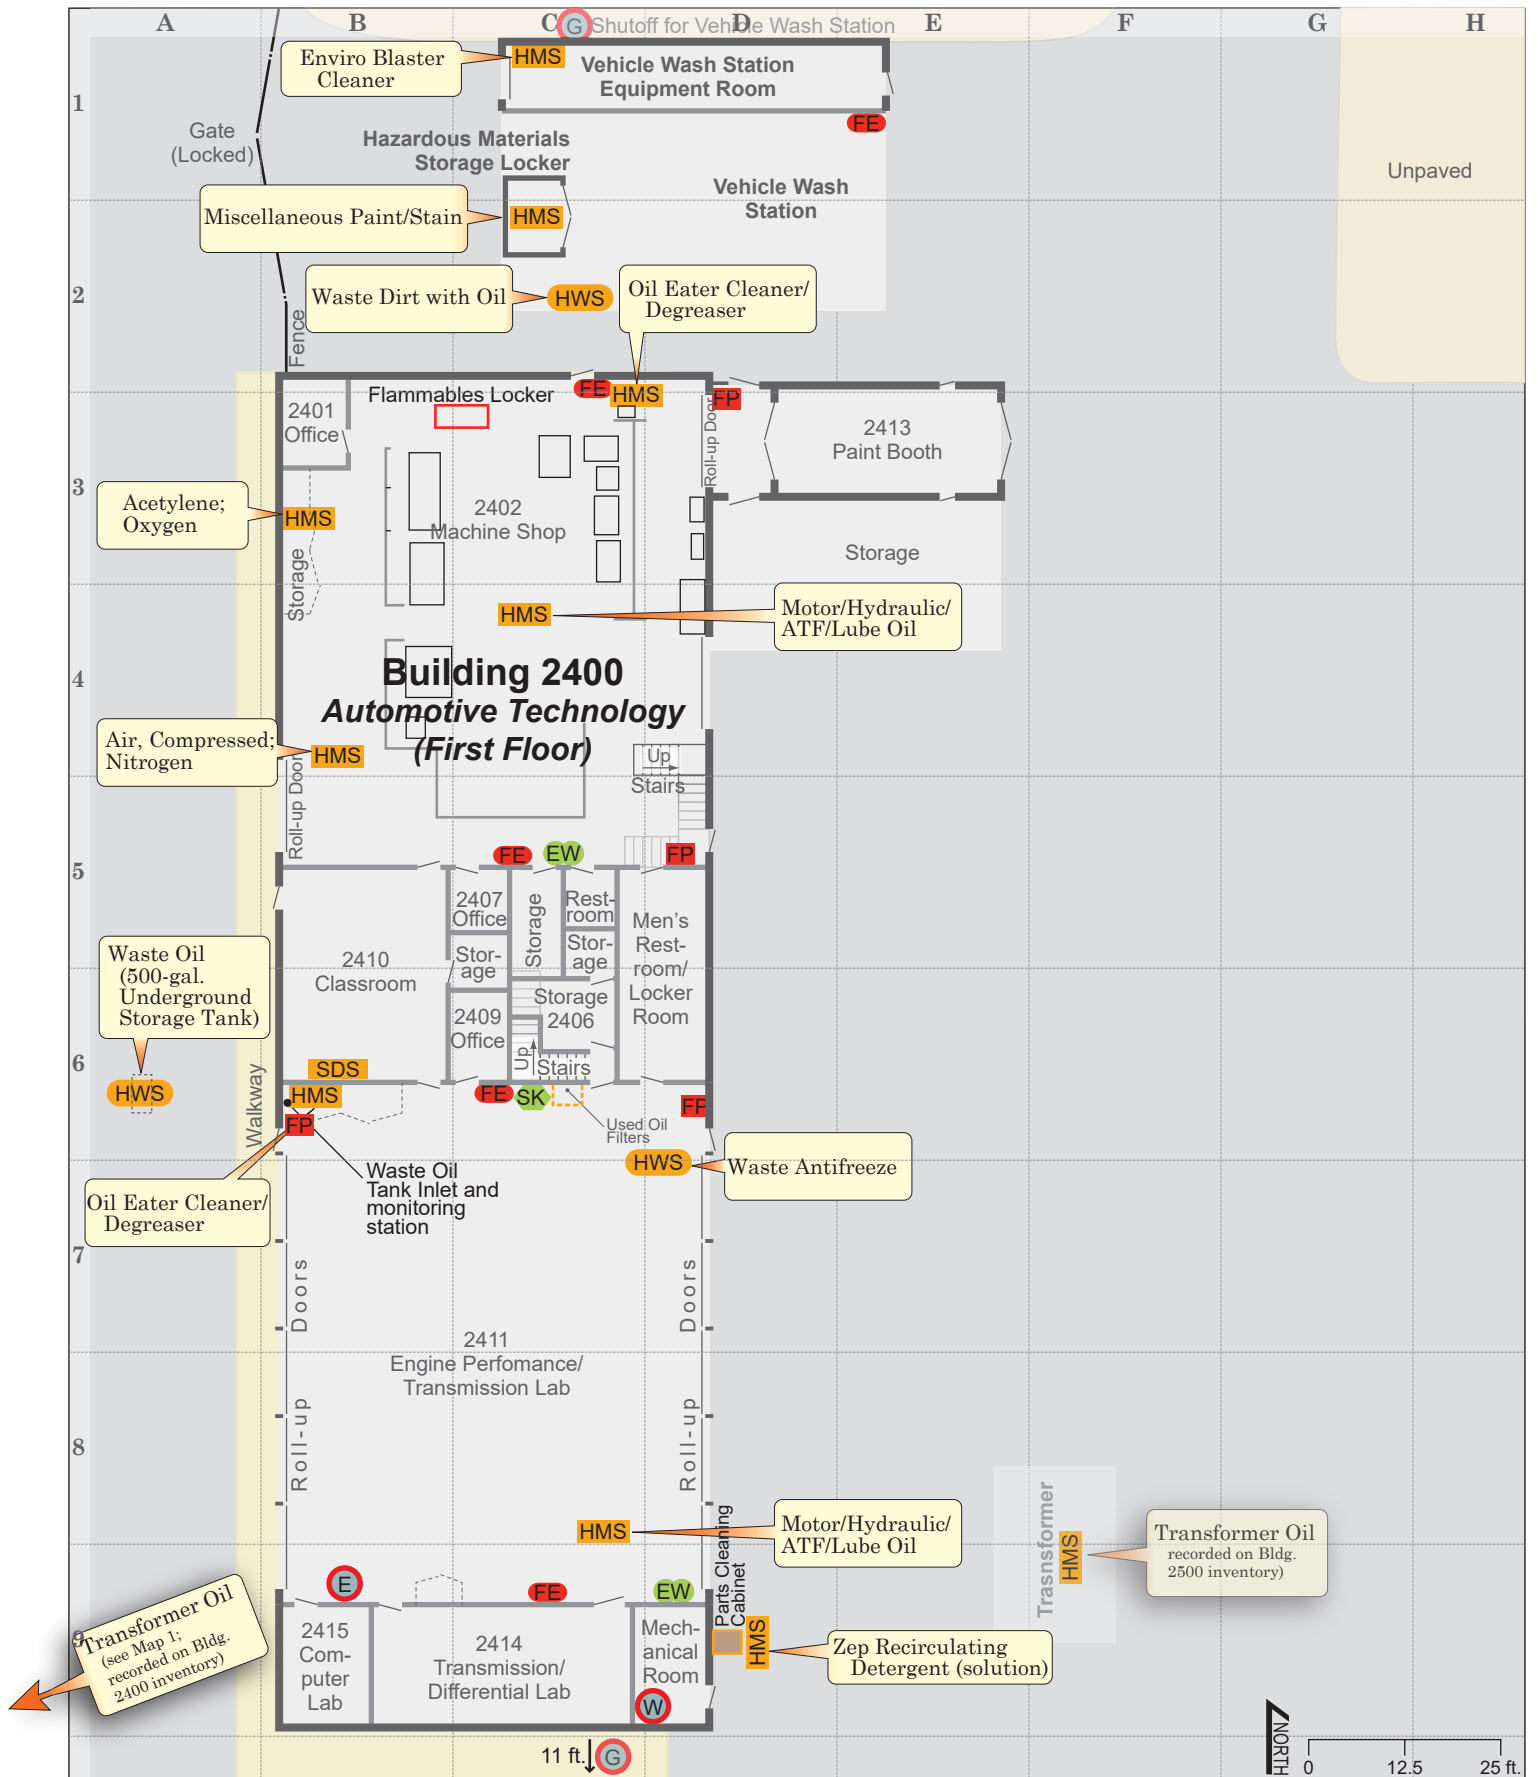 A B C D E F G H
G Shutoff for Vehicle Wash Station
Enviro Blaster
Cleaner
HMS
Vehicle Wash Station
Equipment Room
1
FE
Gate
(Locked)
Hazardous Materials
Storage Locker
Unpaved
Vehicle Wash
Station
Miscellaneous Paint/Stain
HMS
2
Waste Dirt with Oil
HWS
Oil Eater Cleaner/
Degreaser
Fence
Flammables Locker
FE
HMS
FP
2401
Office
Roll-up Door
2413
Paint Booth
3
Acetylene;
Oxygen
HMS
2402
Machine Shop
Storage
Storage
HMS
Motor/Hydraulic/
ATF/Lube Oil
4
Building 2400
Automotive Technology
(First Floor)
Air, Compressed;
Nitrogen
HMS
Up
Stairs
Roll-up Door
5
FE
EW
FP
2407
Office
Storage
Rest-
room
Men's
Rest-
room/
Locker
Room
Stor-
age
Stor-
age
2410
Classroom
Waste Oil
(500-gal.
Underground
Storage Tank)
Storage
2406
2409
Office
Up
Stairs
6
SDS
HWS
HMS
FE
SK
FP
FP
Walkway
Used Oil
Filters
HWS
Waste Antifreeze
Waste Oil
Tank Inlet and
monitoring
station
Oil Eater Cleaner/
Degreaser
7
Doors
Doors
2411
Engine Perfomance/
Transmission Lab
8
Roll-up
Roll-up
HMS
Motor/Hydraulic/
ATF/Lube Oil
Parts Cleaning
Cabinet
Trasnsformer
HMS
Transformer Oil
recorded on Bldg.
2500 inventory)
E
FE
EW
9
Transformer Oil
(see Map 1;
recorded on Bldg.
2400 inventory)
2415
Com-
puter
Lab
2414
Transmission/
Differential Lab
Mech-
anical
Room
HMS
Zep Recirculating
Detergent (solution)
W
11 ft.
G
NORTH
0 12.5 25 ft.